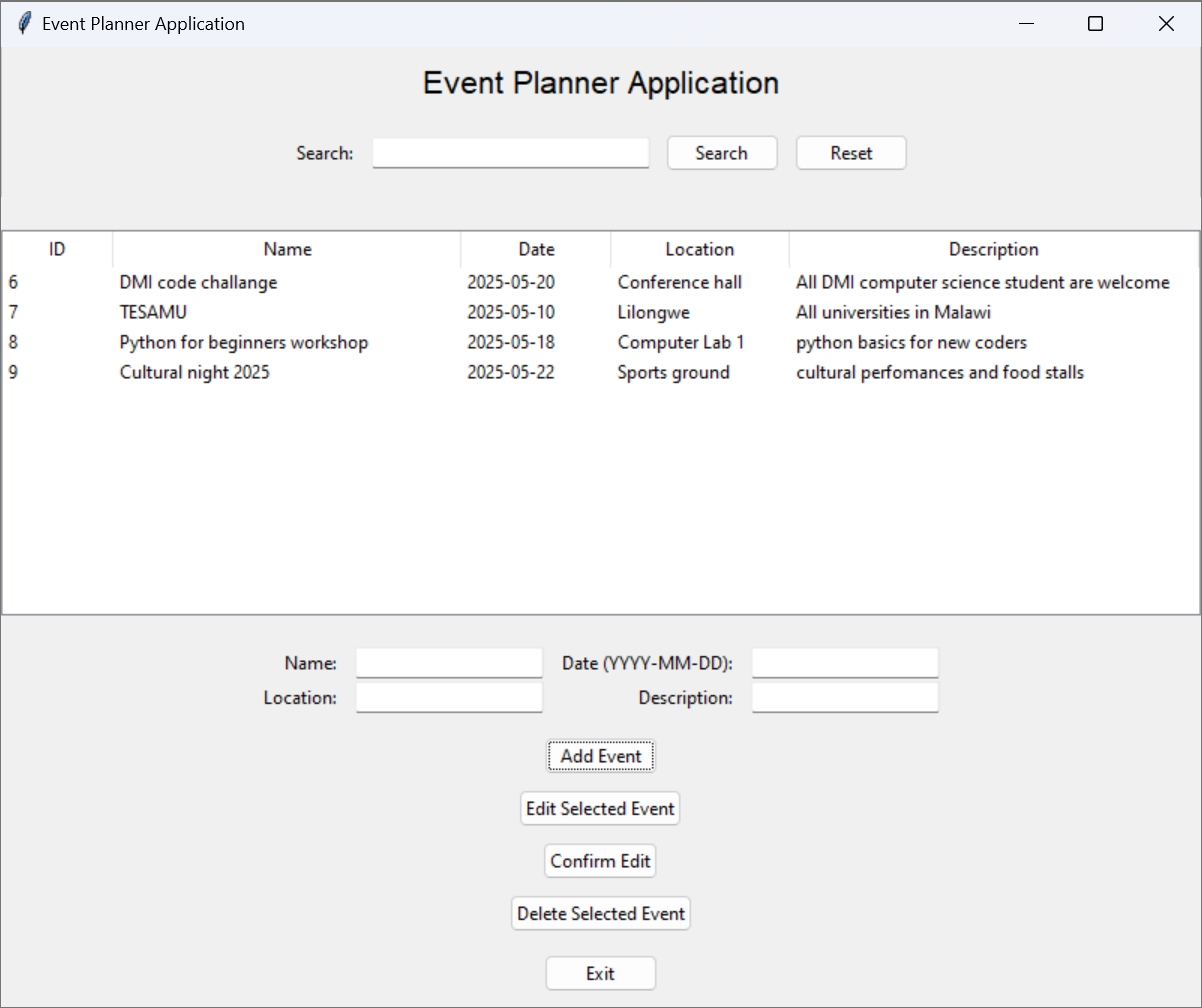 Event Planner Application
Event Planner Application
Search: Search Reset
ID Name Date Location Description
6 DMI code challange 2025-05-20 Conference hall All DMI computer science student are welcome
7 TESAMU 2025-05-10 Lilongwe All universities in Malawi
8 Python for beginners workshop 2025-05-18 Computer Lab 1 python basics for new coders
9 Cultural night 2025 2025-05-22 Sports ground cultural perfomances and food stalls
Name: Date (YYYY-MM-DD):
Location: Description:
Add Event
Edit Selected Event
Confirm Edit
Delete Selected Event
Exit